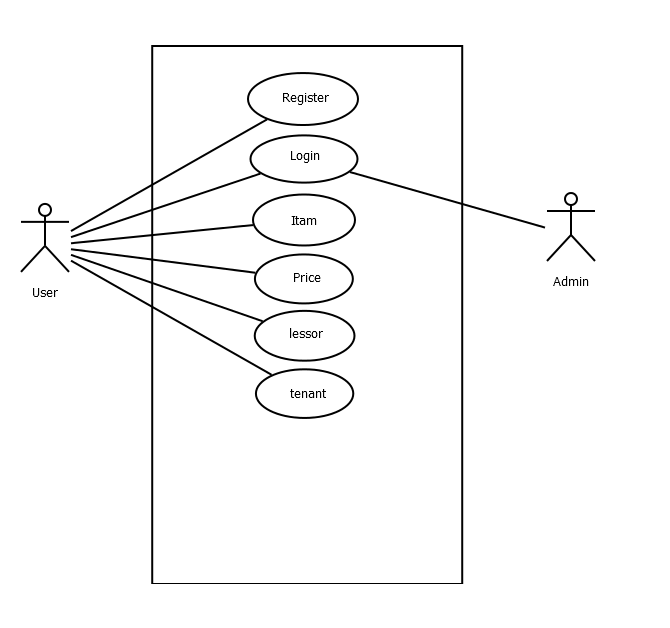 Register
Login
Itam
Price
lessor
tenant
User
Admin